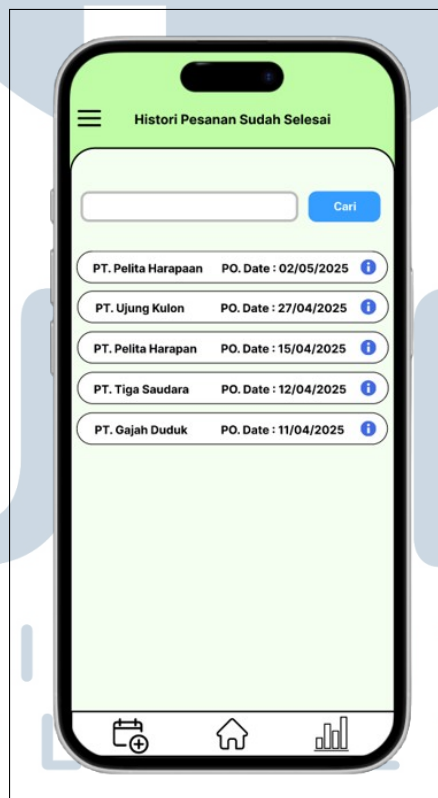 Histori Pesanan Sudah Selesai
Cari
PT. Pelita Harapaan PO. Date : 02/05/2025
PT. Ujung Kulon PO. Date : 27/04/2025
PT. Pelita Harapan PO. Date : 15/04/2025
PT. Tiga Saudara PO. Date : 12/04/2025
PT. Gajah Duduk PO. Date : 11/04/2025